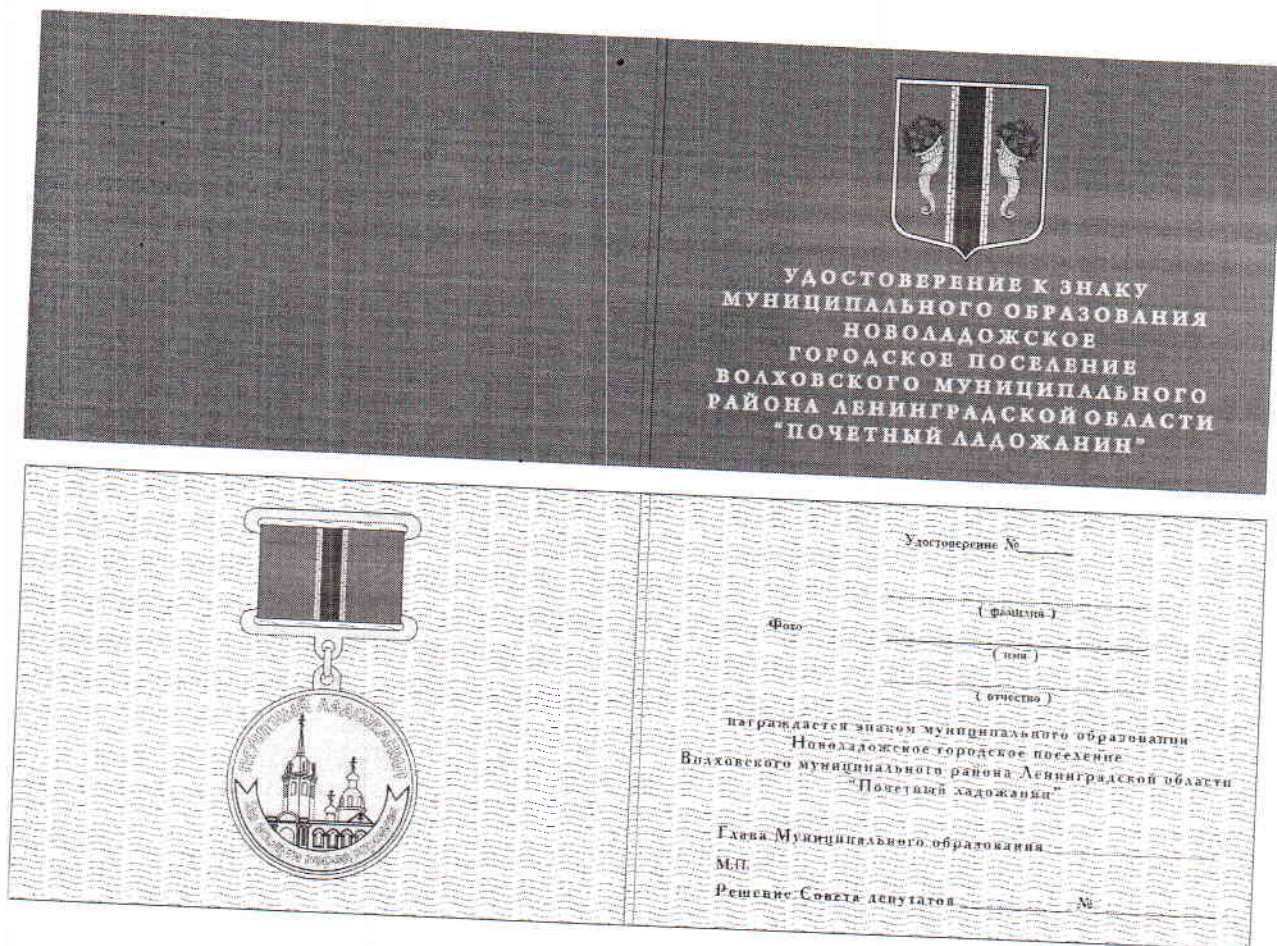 УДОСТОВЕРЕНИЕ К ЗНАКУ
МУНИЦИПАЛЬНОГО ОБРАЗОВАНИЯ
НОВОЛАДОЖСКОЕ
ГОРОДСКОЕ ПОСЕЛЕНИЕ
ВОЛХОВСКОГО МУНИЦИПАЛЬНОГО
РАЙОНА ЛЕНИНГРАДСКОЙ ОБЛАСТИ
"ПОЧЕТНЫЙ ЛАДОЖАНИН"
ПОЧЕТНЫЙ ЛАДОЖАНИН
Удостоверение №
( фамилия )
Фото
( имя )
( отчество )
награждается знаком муниципального образования
Новоладожское городское поселение
Волховского муниципального района Ленинградской области
"Почетный ладожанин"
Глава Муниципального образования
М.П.
Решение Совета депутатов №